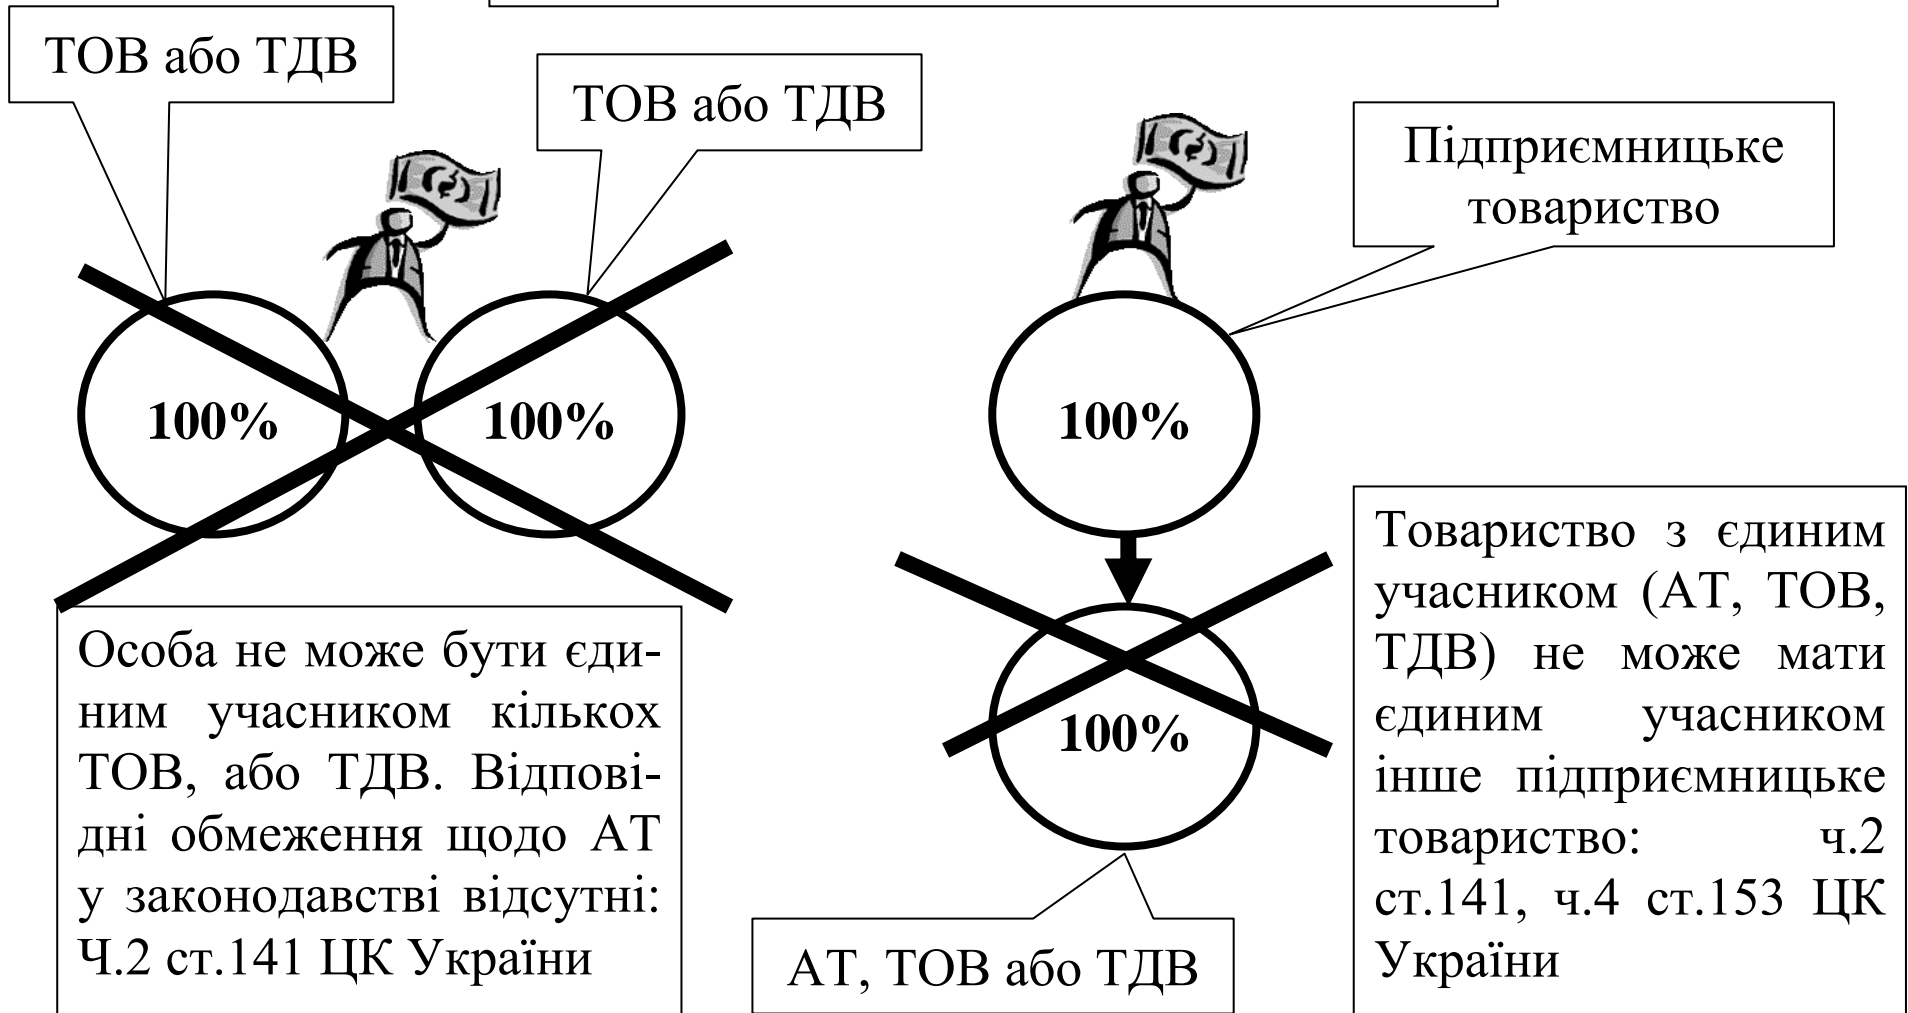 ТОВ або ТДВ
ТОВ або ТДВ
Підприємницьке
товариство
100%
100%
100%
100%
Особа не може бути єди-
ним учасником кількох
ТОВ, або ТДВ. Відпові-
дні обмеження щодо АТ
у законодавстві відсутні:
Ч.2 ст.141 ЦК України
АТ, ТОВ або ТДВ
Товариство з єдиним
учасником (АТ, ТОВ,
ТДВ) не може мати
єдиним учасником
інше підприємницьке
товариство: ч.2
ст.141, ч.4 ст.153 ЦК
України